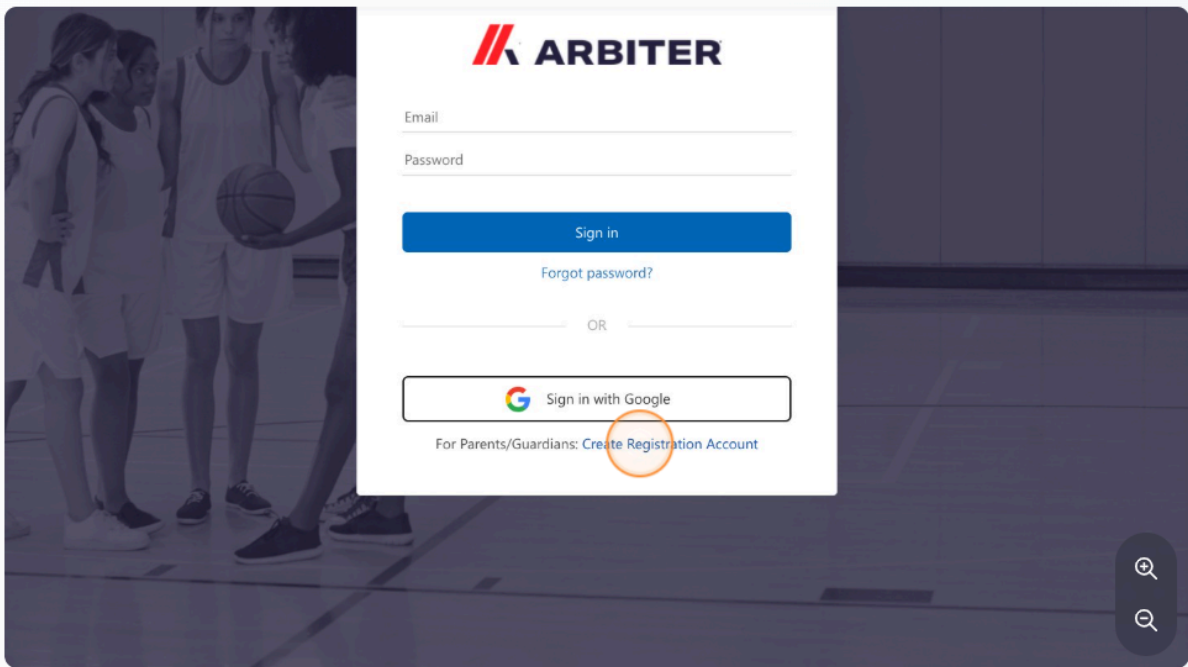 ARBITER
Email
Password
Sign in
Forgot password?
OR
Sign in with Google
For Parents/Guardians: Create Registration Account